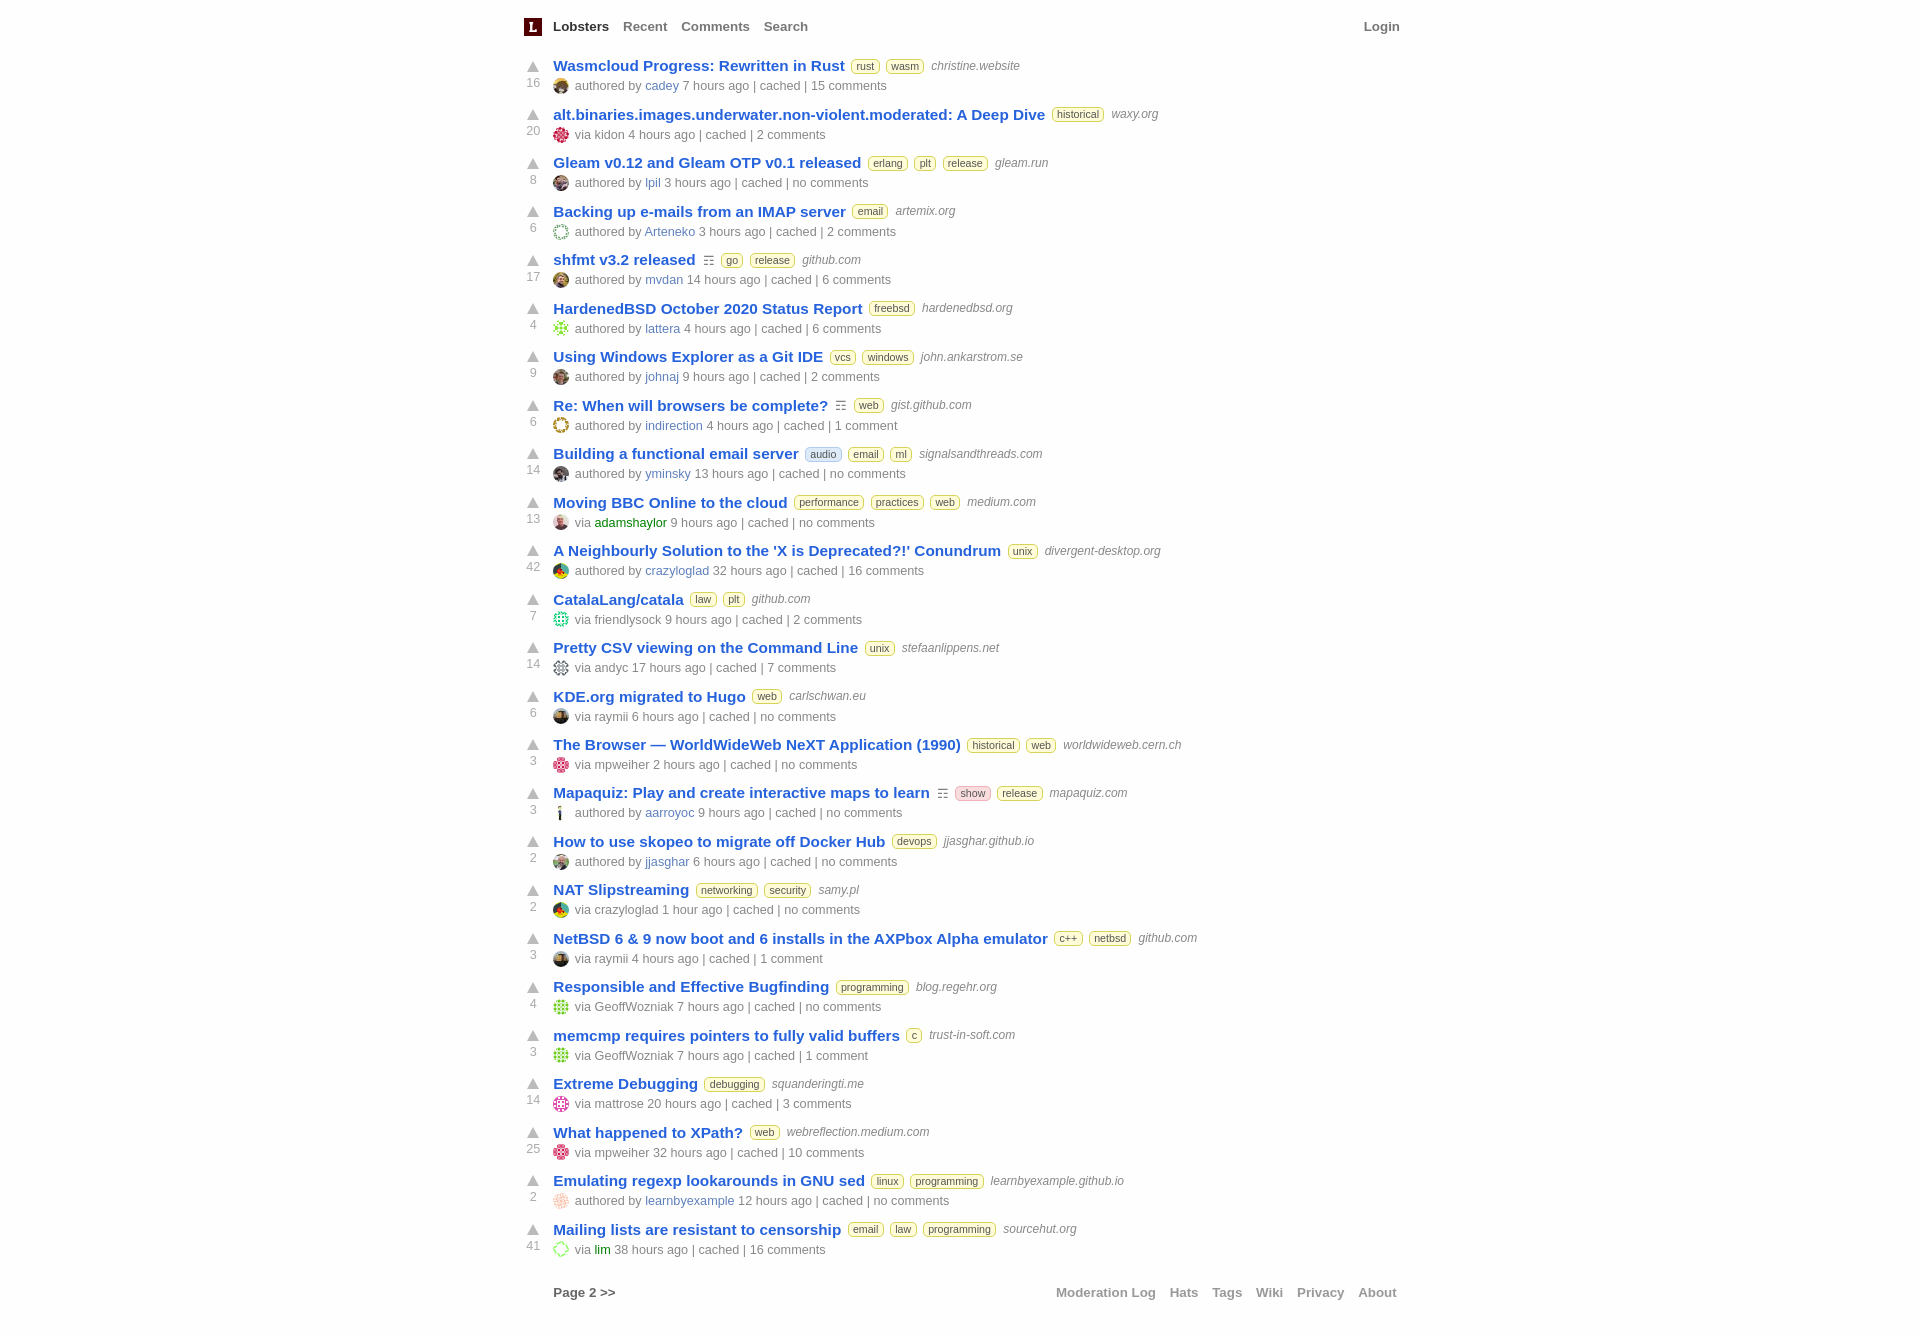 L Lobsters Recent Comments Search Login
Wasmcloud Progress: Rewritten in Rust rust wasm christine.website
16 authored by cadey 7 hours ago | cached | 15 comments
alt.binaries.images.underwater.non-violent.moderated: A Deep Dive historical waxy.org
20 via kidon 4 hours ago | cached | 2 comments
Gleam v0.12 and Gleam OTP v0.1 released erlang plt release gleam.run
8 authored by lpil 3 hours ago | cached | no comments
Backing up e-mails from an IMAP server email artemix.org
6 authored by Arteneko 3 hours ago | cached | 2 comments
shfmt v3.2 released ☶ go release github.com
17 authored by mvdan 14 hours ago | cached | 6 comments
HardenedBSD October 2020 Status Report freebsd hardenedbsd.org
4 authored by lattera 4 hours ago | cached | 6 comments
Using Windows Explorer as a Git IDE vcs windows john.ankarstrom.se
9 authored by johnaj 9 hours ago | cached | 2 comments
Re: When will browsers be complete? ☶ web gist.github.com
6 authored by indirection 4 hours ago | cached | 1 comment
Building a functional email server audio email ml signalsandthreads.com
14 authored by yminsky 13 hours ago | cached | no comments
Moving BBC Online to the cloud performance practices web medium.com
13 via adamshaylor 9 hours ago | cached | no comments
A Neighbourly Solution to the 'X is Deprecated?!' Conundrum unix divergent-desktop.org
42 authored by crazyloglad 32 hours ago | cached | 16 comments
CatalaLang/catala law plt github.com
7 via friendlysock 9 hours ago | cached | 2 comments
Pretty CSV viewing on the Command Line unix stefaanlippens.net
14 via andyc 17 hours ago | cached | 7 comments
KDE.org migrated to Hugo web carlschwan.eu
6 via raymii 6 hours ago | cached | no comments
The Browser — WorldWideWeb NeXT Application (1990) historical web worldwideweb.cern.ch
3 via mpweiher 2 hours ago | cached | no comments
Mapaquiz: Play and create interactive maps to learn ☶ show release mapaquiz.com
3 authored by aarroyoc 9 hours ago | cached | no comments
How to use skopeo to migrate off Docker Hub devops jjasghar.github.io
2 authored by jjasghar 6 hours ago | cached | no comments
NAT Slipstreaming networking security samy.pl
2 via crazyloglad 1 hour ago | cached | no comments
NetBSD 6 & 9 now boot and 6 installs in the AXPbox Alpha emulator c++ netbsd github.com
3 via raymii 4 hours ago | cached | 1 comment
Responsible and Effective Bugfinding programming blog.regehr.org
4 via GeoffWozniak 7 hours ago | cached | no comments
memcmp requires pointers to fully valid buffers c trust-in-soft.com
3 via GeoffWozniak 7 hours ago | cached | 1 comment
Extreme Debugging debugging squanderingti.me
14 via mattrose 20 hours ago | cached | 3 comments
What happened to XPath? web webreflection.medium.com
25 via mpweiher 32 hours ago | cached | 10 comments
Emulating regexp lookarounds in GNU sed linux programming learnbyexample.github.io
2 authored by learnbyexample 12 hours ago | cached | no comments
Mailing lists are resistant to censorship email law programming sourcehut.org
41 via lim 38 hours ago | cached | 16 comments
Page 2 >> Moderation Log Hats Tags Wiki Privacy About